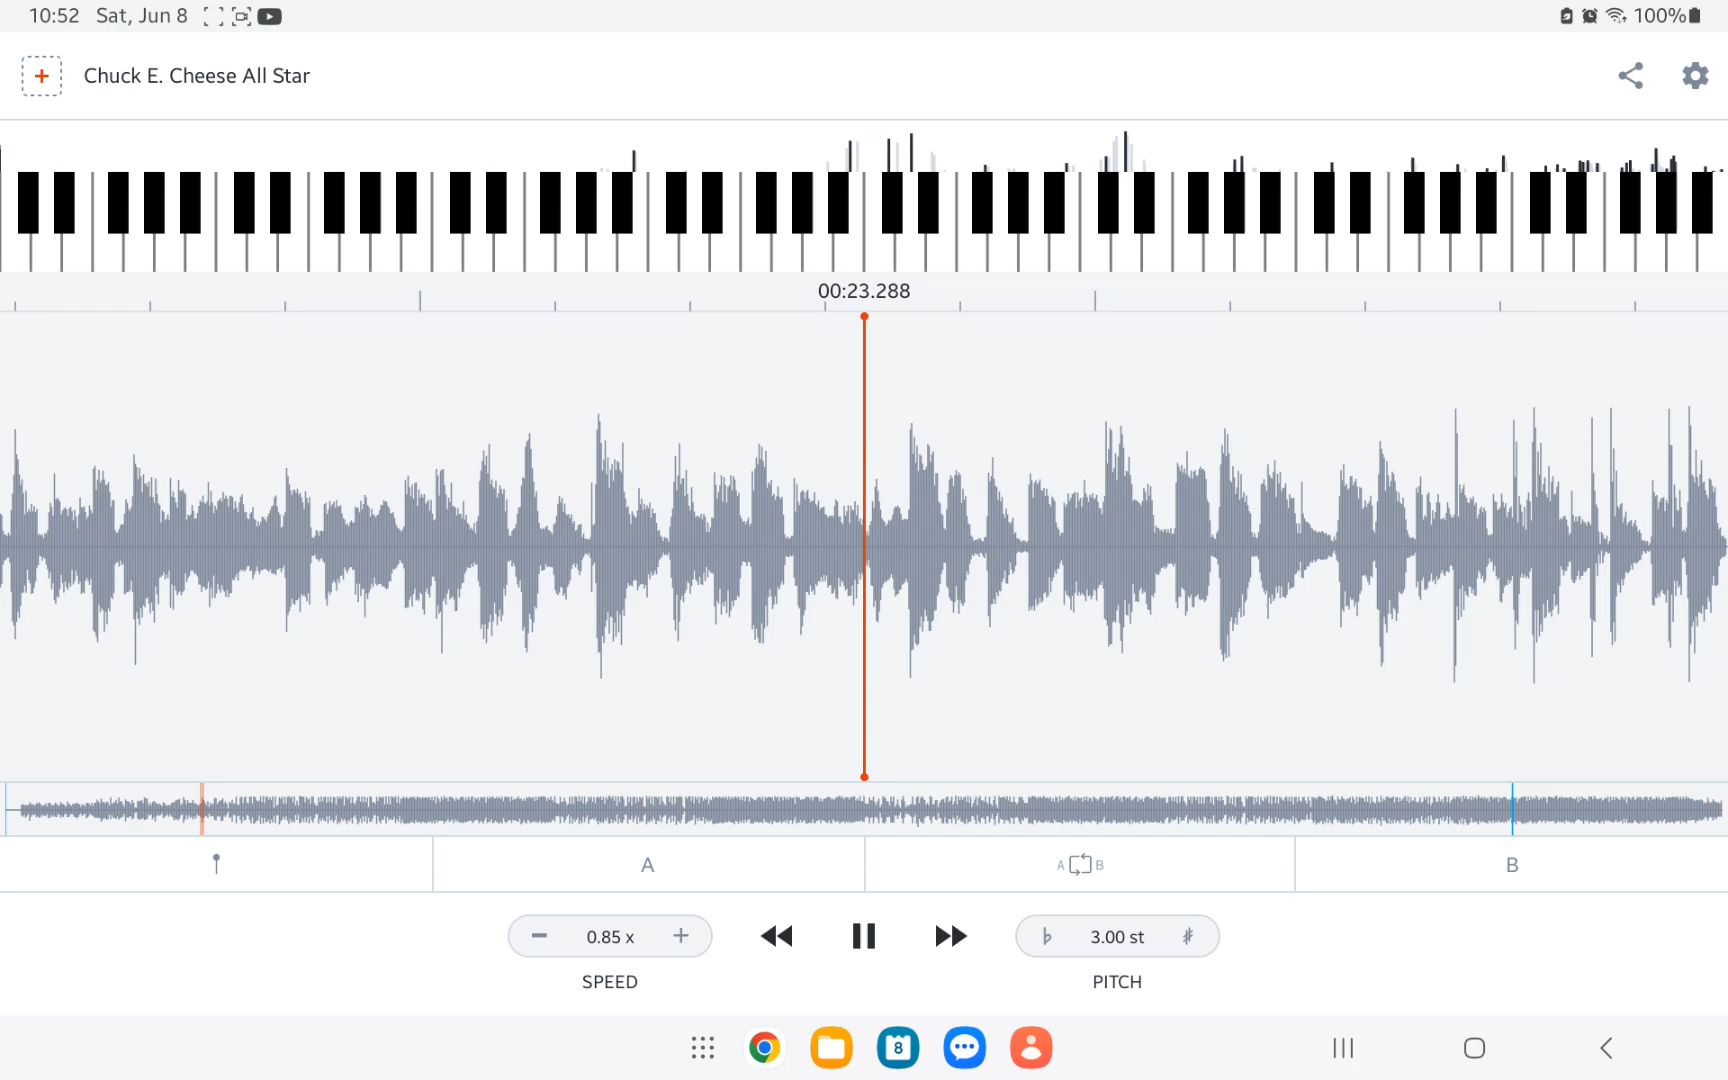 10:52 Sat, Jun 8 100%
Chuck E. Cheese All Star
00:23.288
A A B B
0.85 x 3.00 st
SPEED PITCH
8